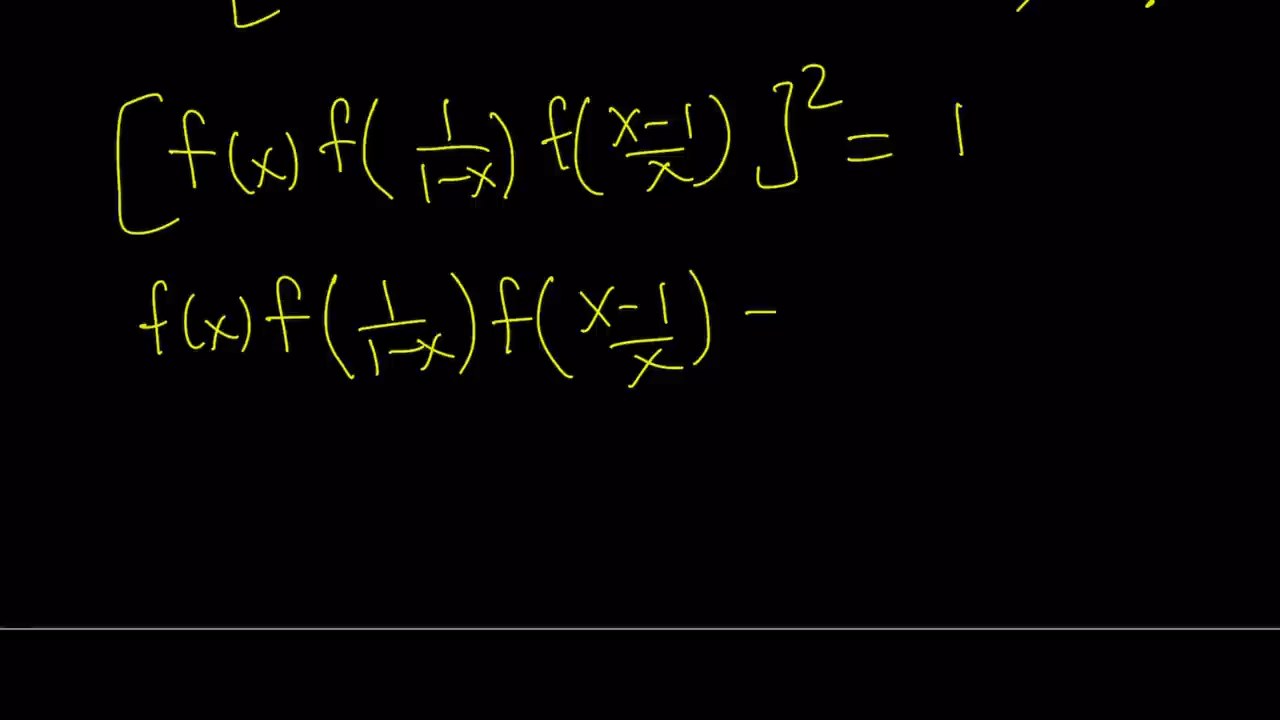 [f(x) f(1/(1-x)) f((x-1)/x)]² = 1
f(x) f(1/(1-x)) f((x-1)/x) -